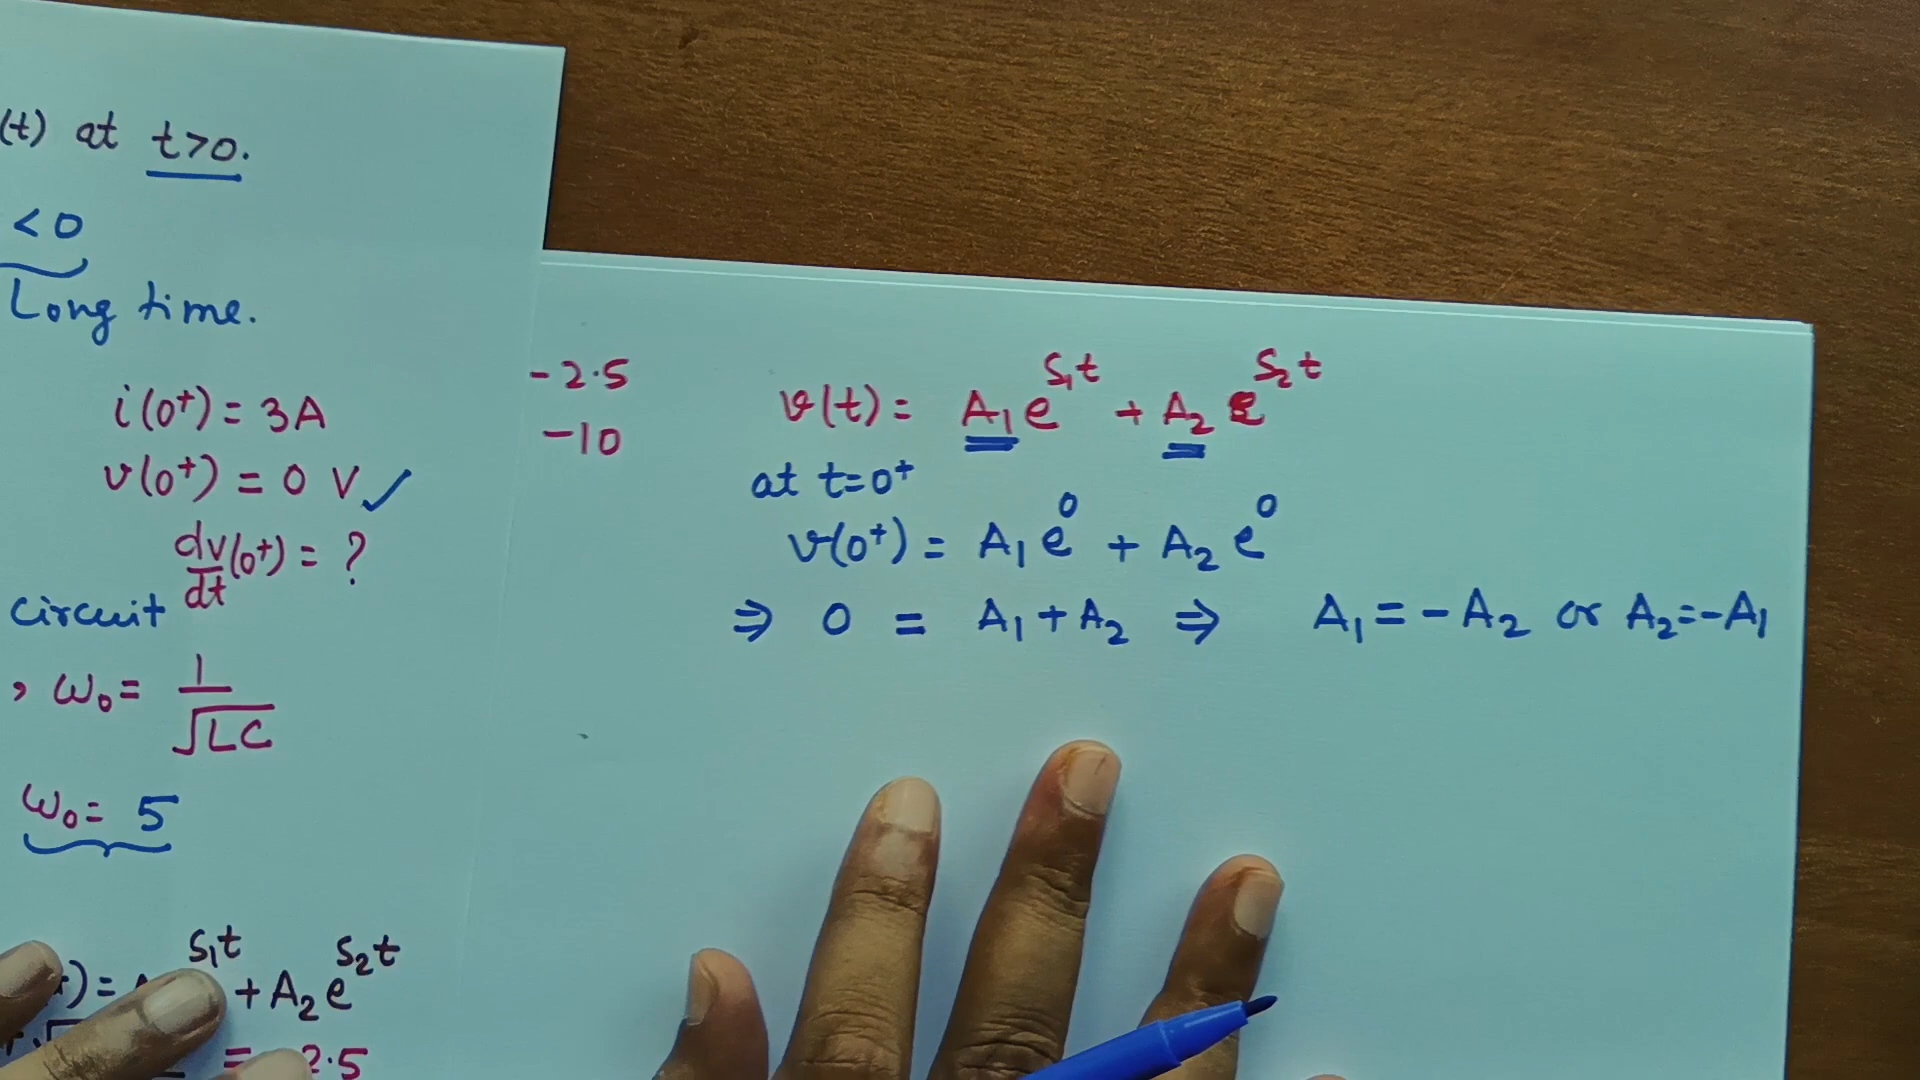 (t) at t>0.
<0
Long time.
i(0⁺) = 3A
v(0⁺) = 0 V ✓
dv/dt(0⁺) = ?
circuit
, ω₀ = 1/√LC
ω₀ = 5
) = + A₂e^s₂t
s₁t
= 2.5
-2.5
-10
v(t) = A₁e^s₁t + A₂e^s₂t
at t=0⁺
v(0⁺) = A₁e⁰ + A₂e⁰
⇒ 0 = A₁ + A₂ ⇒ A₁ = -A₂ or A₂ = -A₁